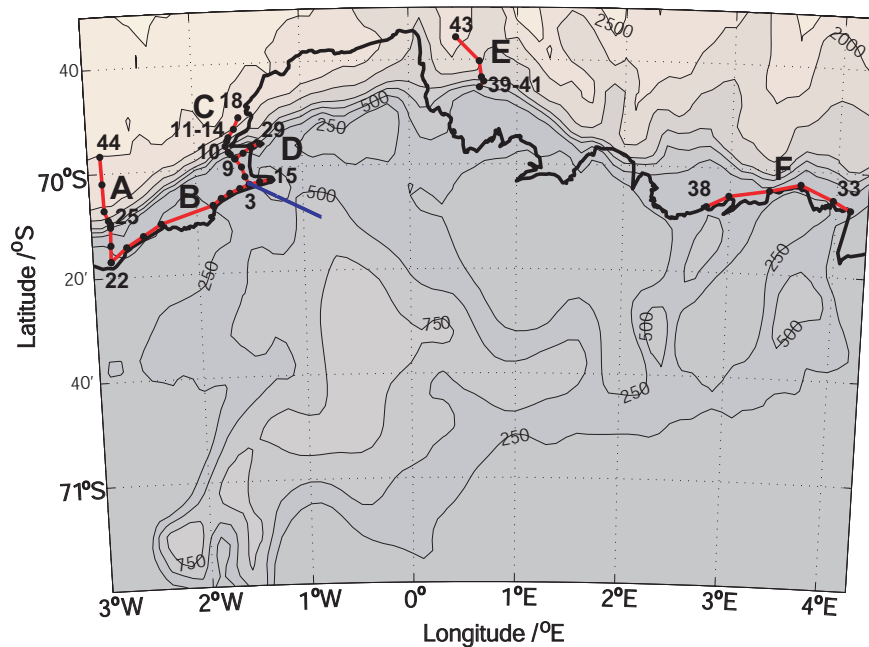 43
2500
2000
E
40
39-41
C
18
500
11-14
29
250
44
10
D
9
F
70°S
A
15
B
500
38
33
3
25
250
250
22
20′
750
500
500
40′
250
250
71°S
750
3°W
2°W
1°W
0°
1°E
2°E
3°E
4°E
Latitude /°S
Longitude /°E